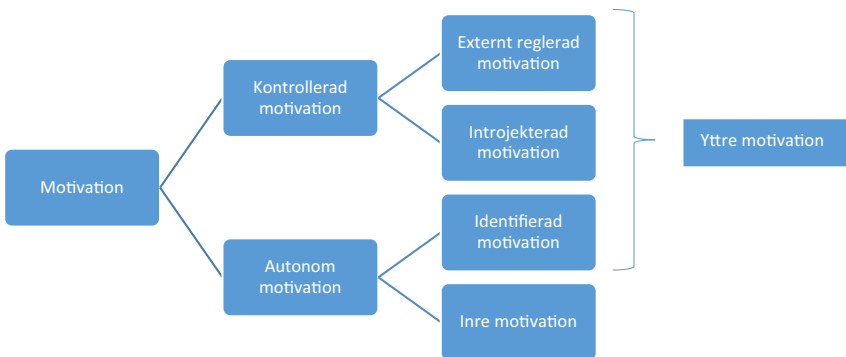 Externt reglerad
motivation
Kontrollerad
motivation
Introjekterad
motivation
Yttre motivation
Motivation
Identifierad
motivation
Autonom
motivation
Inre motivation